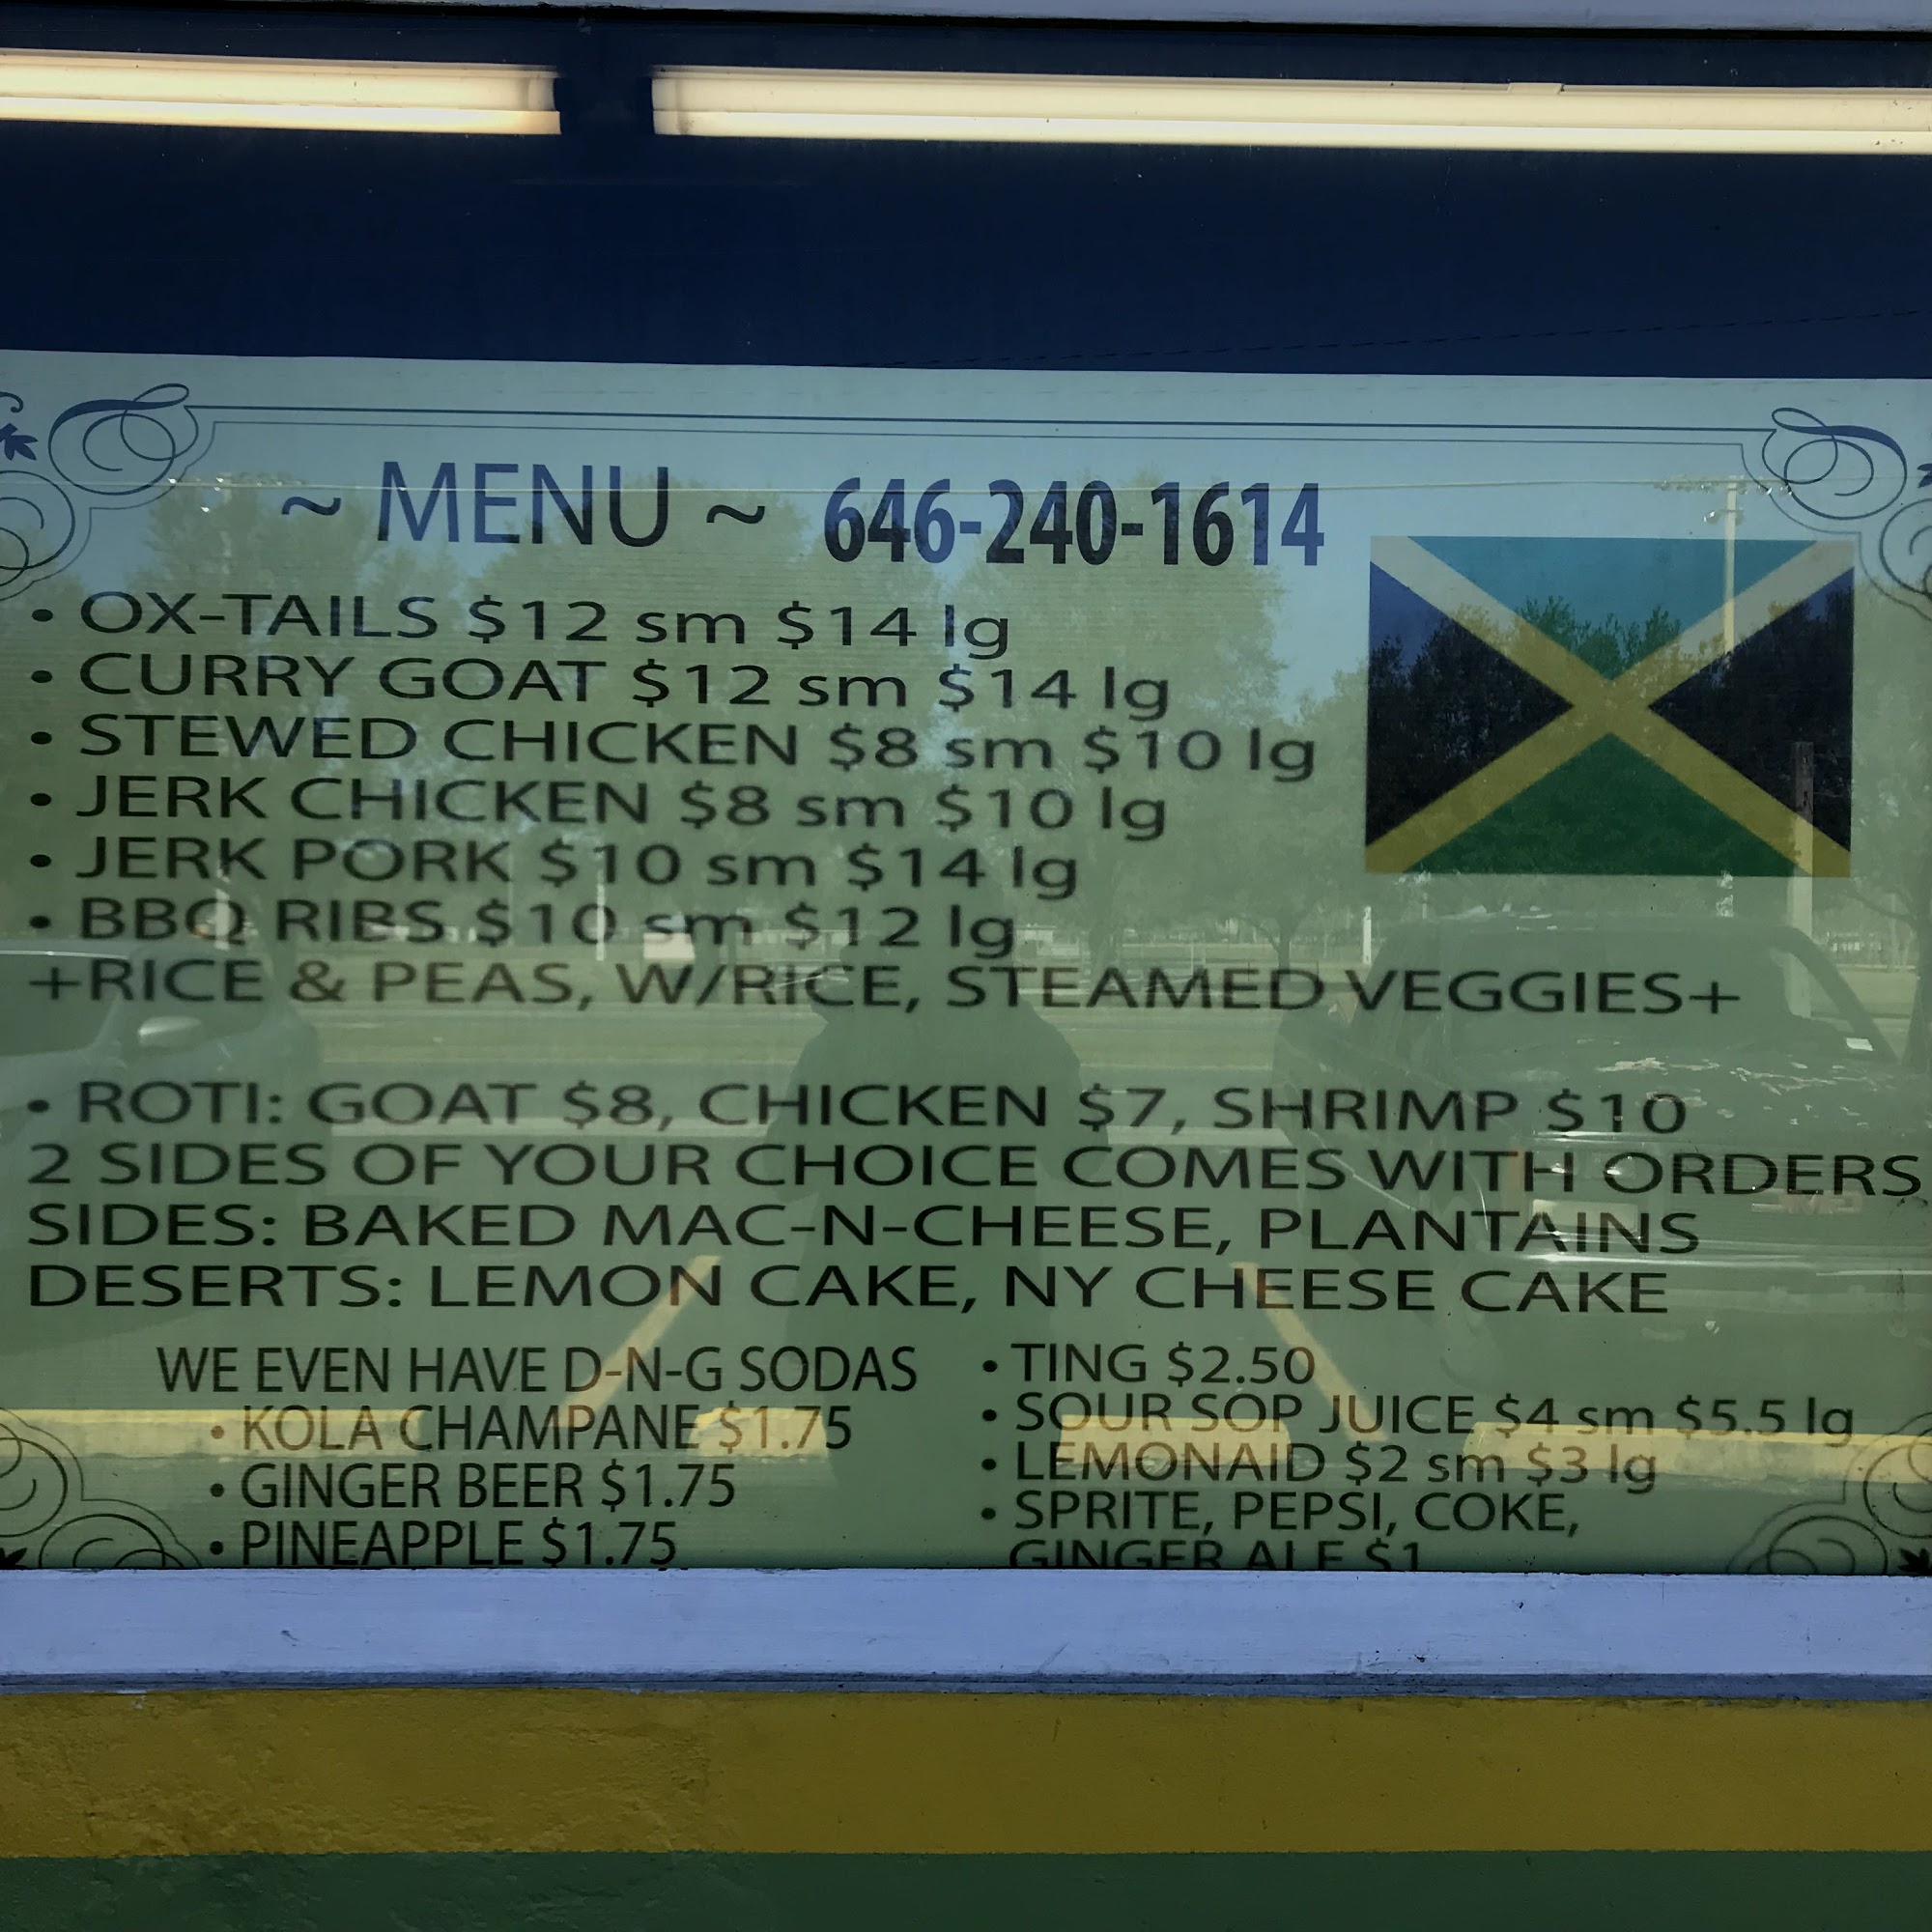 ~ MENU ~ 646-240-1614
• OX-TAILS $12 sm $14 lg
• CURRY GOAT $12 sm $14 lg
• STEWED CHICKEN $8 sm $10 lg
• JERK CHICKEN $8 sm $10 lg
• JERK PORK $10 sm $14 lg
• BBQ RIBS $10 sm $12 lg
+RICE & PEAS, W/RICE, STEAMED VEGGIES+
• ROTI: GOAT $8, CHICKEN $7, SHRIMP $10
2 SIDES OF YOUR CHOICE COMES WITH ORDERS
SIDES: BAKED MAC-N-CHEESE, PLANTAINS
DESERTS: LEMON CAKE, NY CHEESE CAKE
WE EVEN HAVE D-N-G SODAS
• KOLA CHAMPANE $1.75
• GINGER BEER $1.75
• PINEAPPLE $1.75
• TING $2.50
• SOUR SOP JUICE $4 sm $5.5 lg
• LEMONAID $2 sm $3 lg
• SPRITE, PEPSI, COKE,
GINGER ALE $1